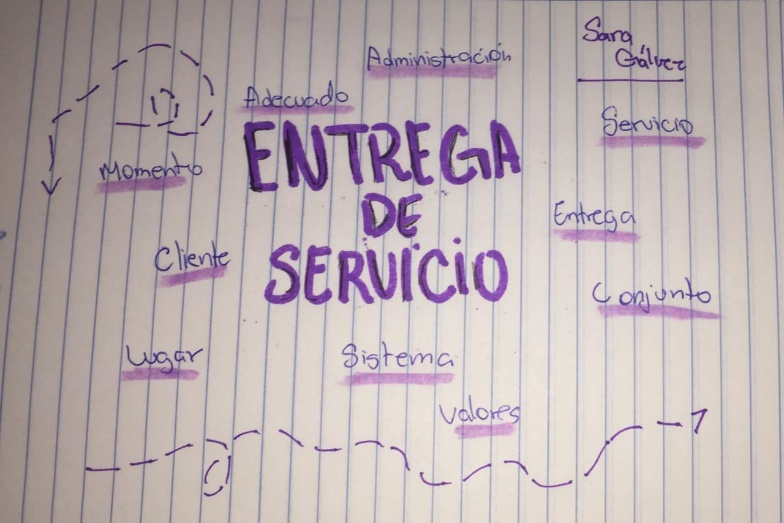 Sara
Gálvez
Administración
Adecuado
Servicio
Momento
ENTREGA
DE
SERVICIO
Entrega
Cliente
Conjunto
Lugar
Sistema
Valores